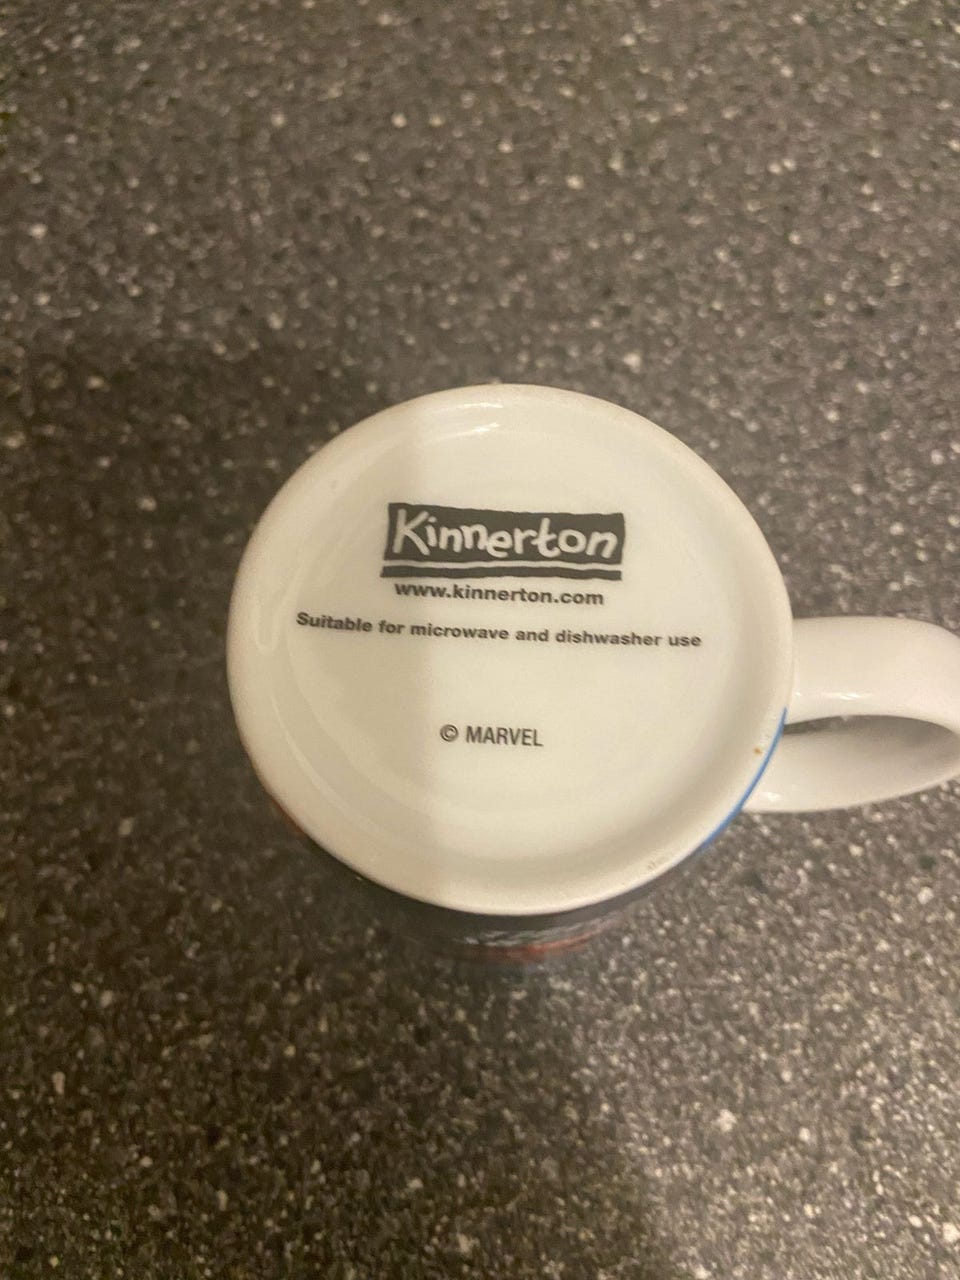 Kinnerton
www.kinnerton.com
Suitable for microwave and dishwasher use
© MARVEL